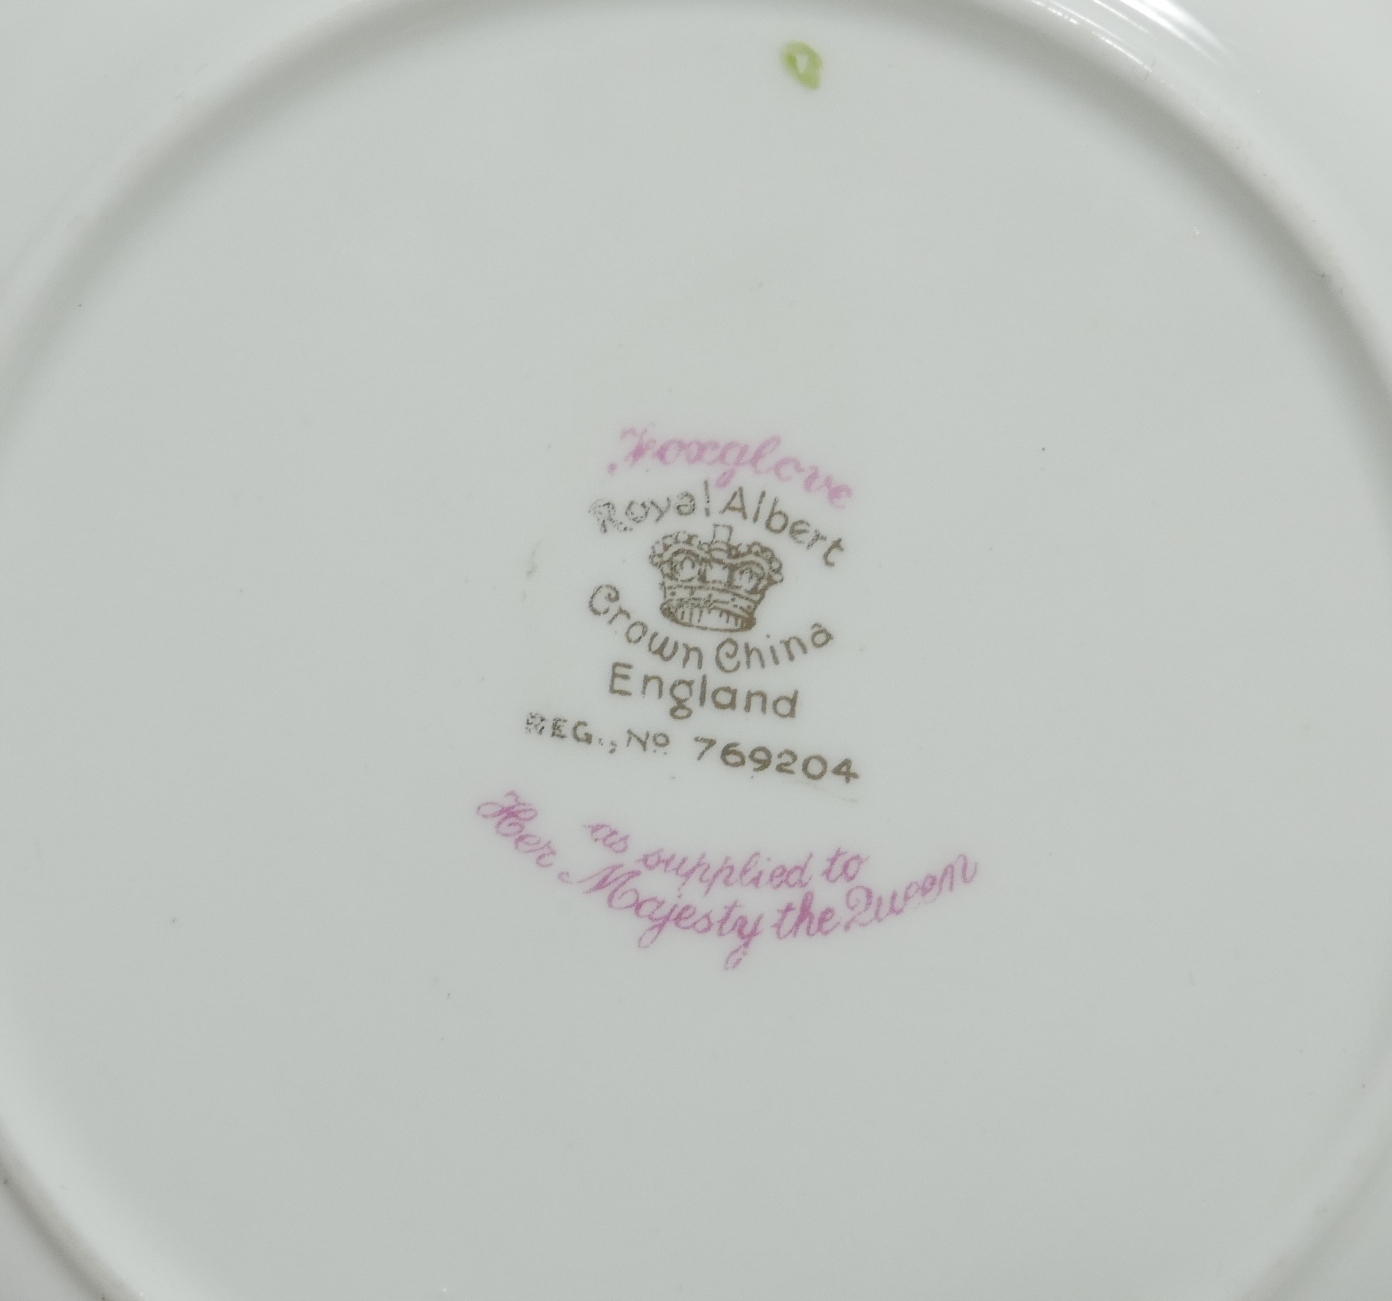 Foxglove
Royal Albert
Crown China
England
REG., Nº 769204
as supplied to
Her Majesty the Queen